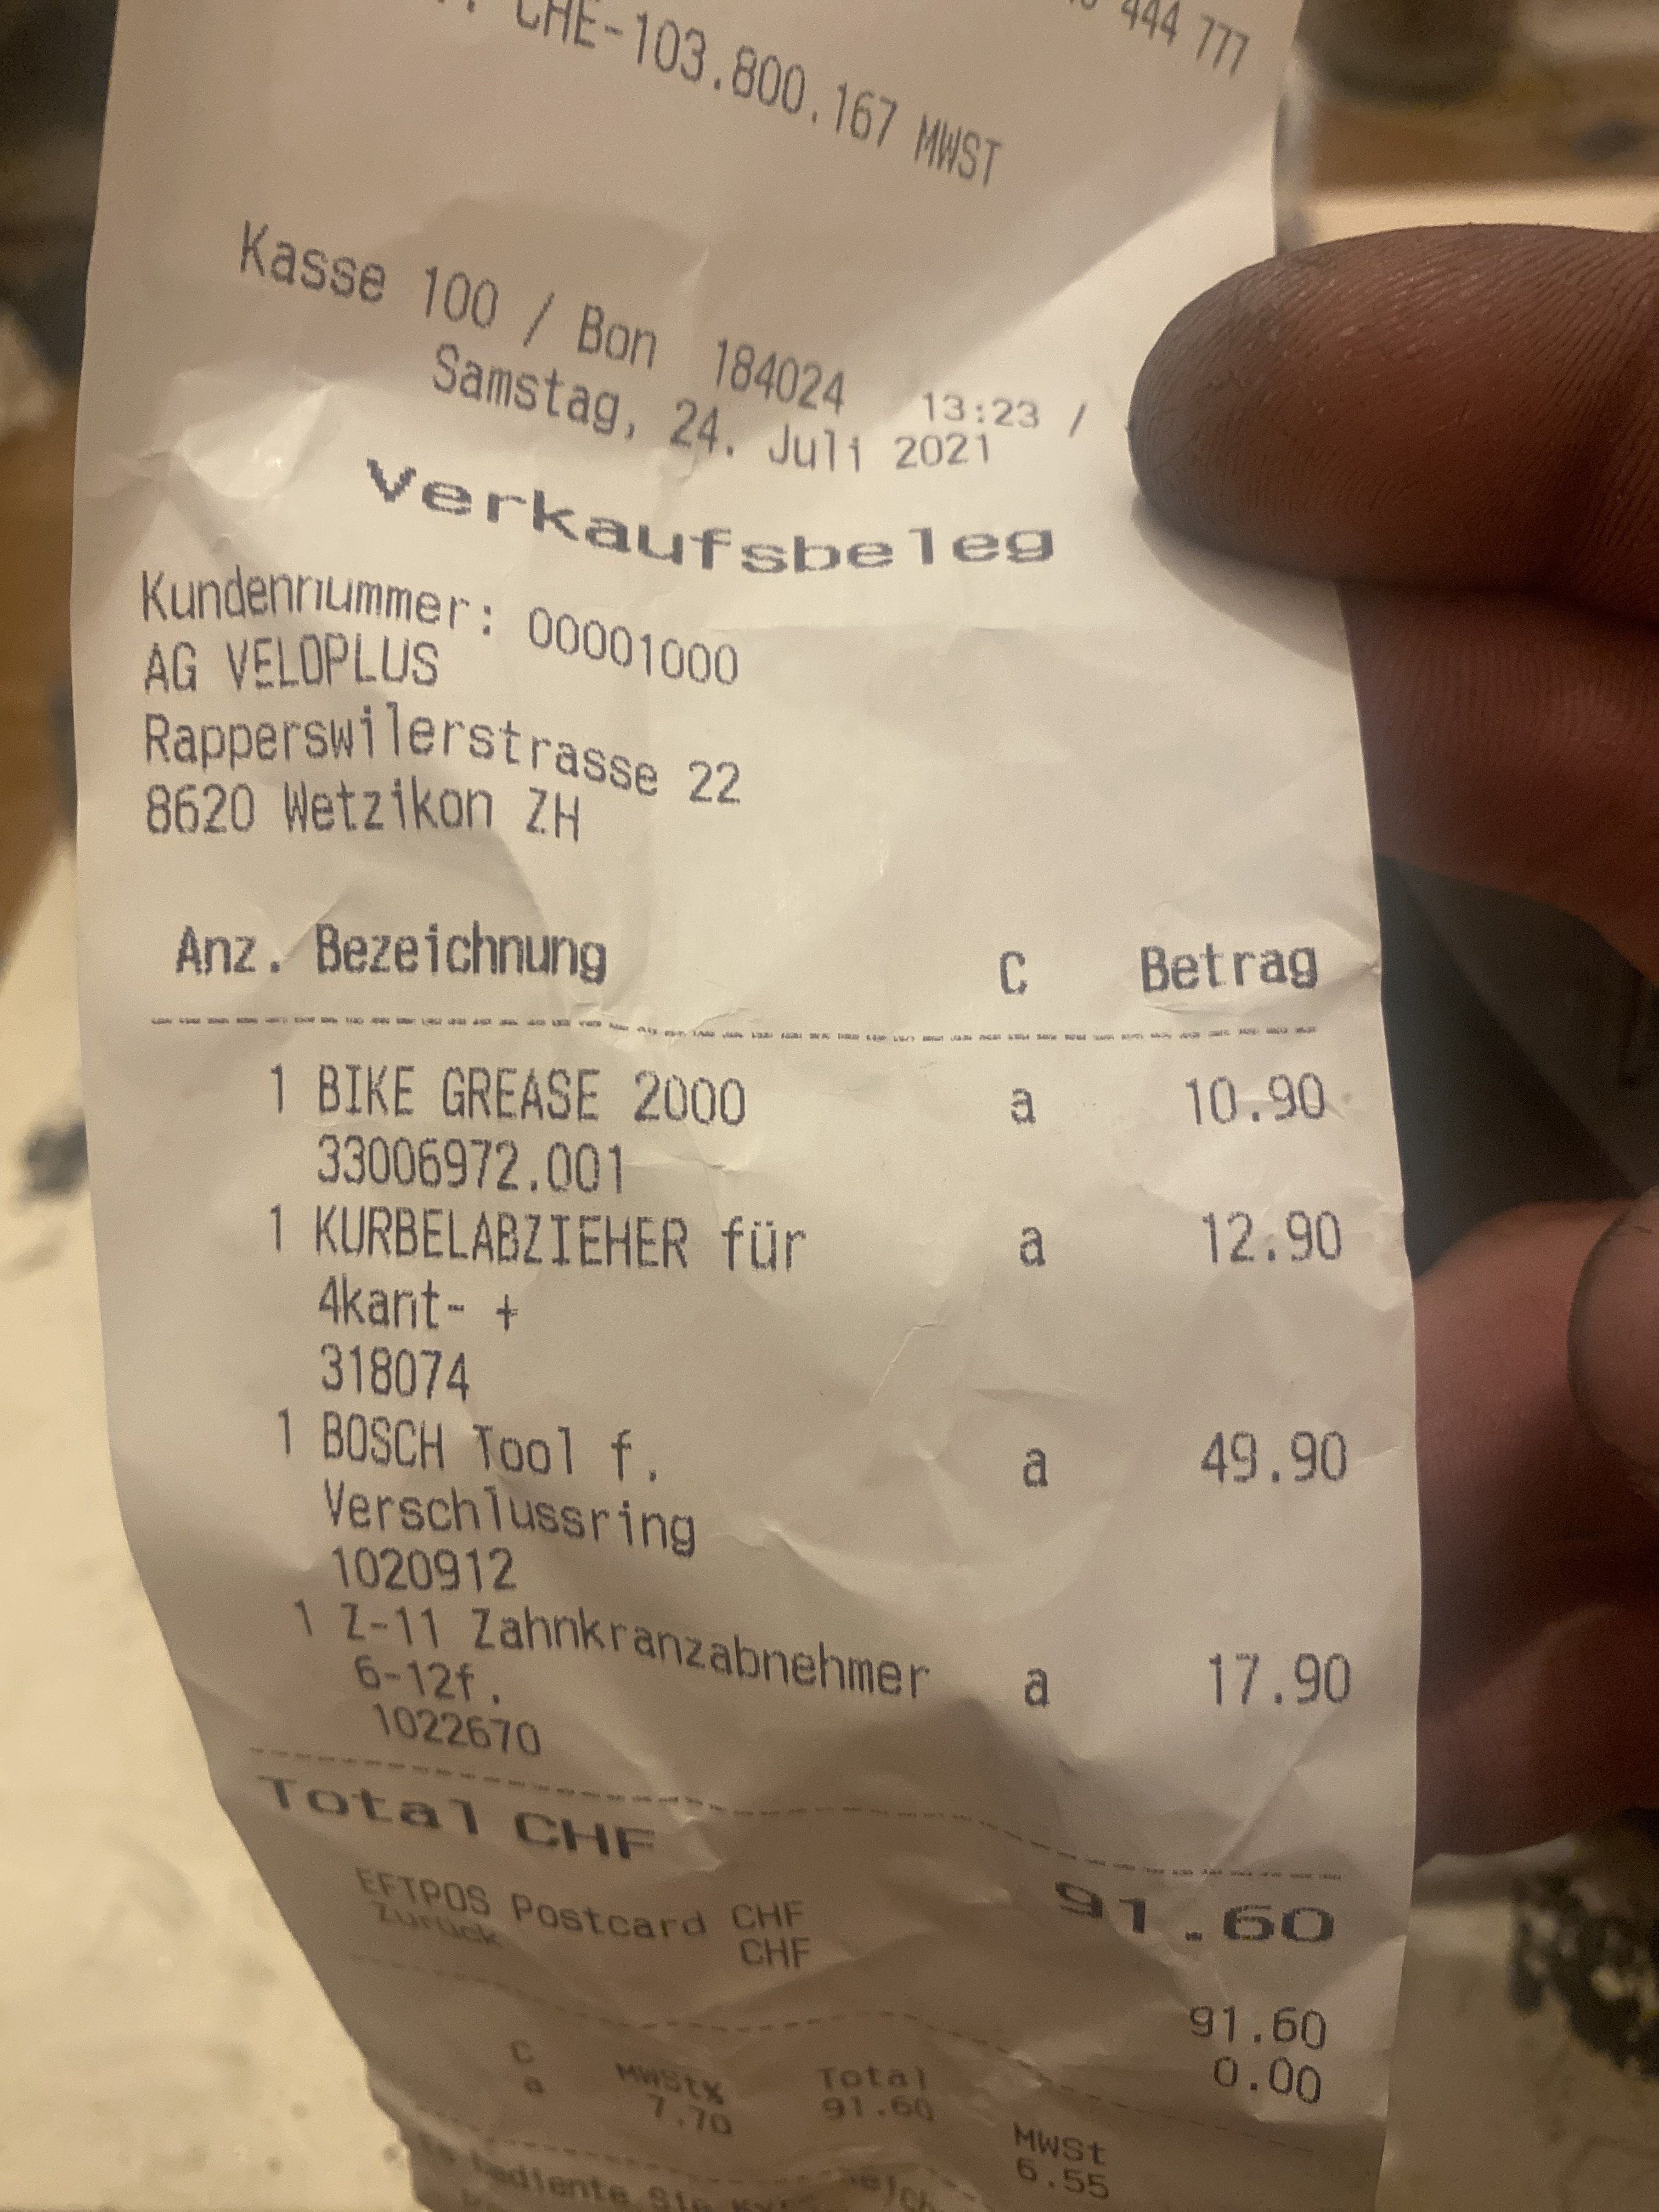 444 777
CHE-103.800.167 MWST
Kasse 100 / Bon 184024 13:23 /
Samstag, 24. Juli 2021
Verkaufsbeleg
Kundennummer: 00001000
AG VELOPLUS
Rapperswilerstrasse 22
8620 Wetzikon ZH
Anz. Bezeichnung C Betrag
1 BIKE GREASE 2000 a 10.90
33006972.001
1 KURBELABZIEHER für a 12.90
4kant- +
318074
1 BOSCH Tool f. a 49.90
Verschlussring
1020912
1 Z-11 Zahnkranzabnehmer a 17.90
6-12f.
1022670
Total CHF 91.60
EFTPOS Postcard CHF 91.60
Zurück CHF 0.00
C MWSt% Total MWSt
a 7.70 91.60 6.55
bediente Sie